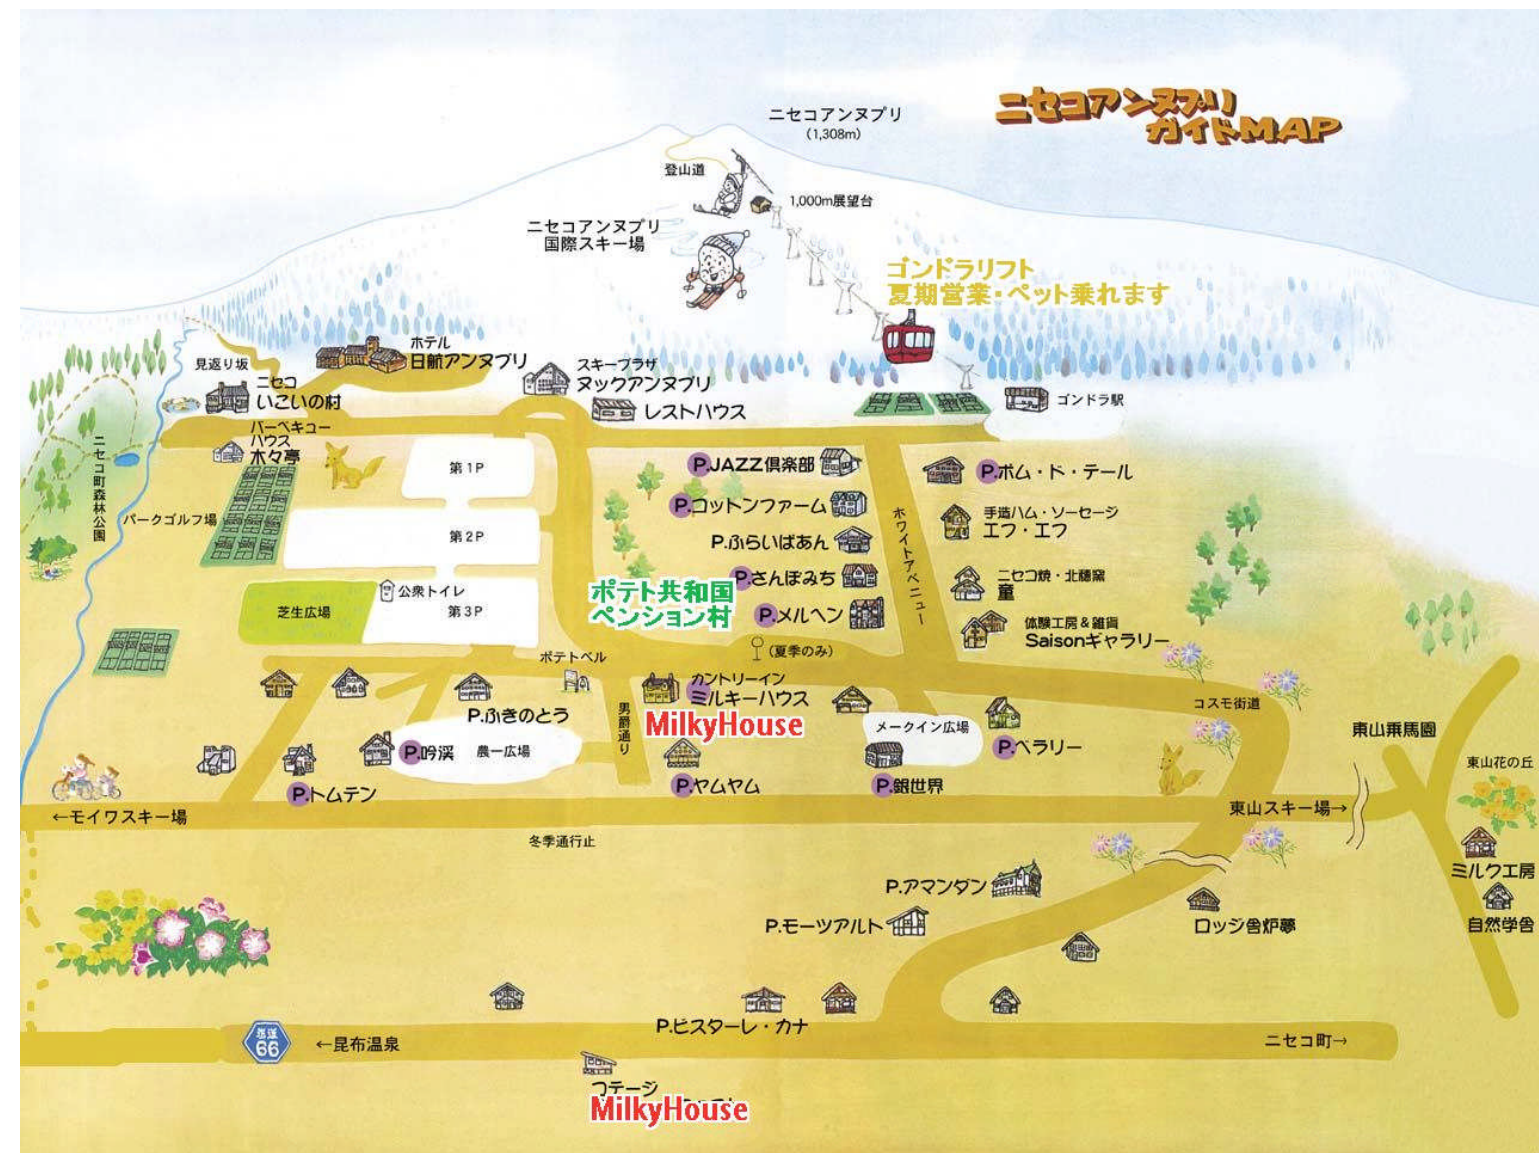 ニセコアンヌプリ
ガイドMAP
ニセコアンヌプリ
(1,308m)
登山道
1,000m展望台
ニセコアンヌプリ
国際スキー場
ゴンドラリフト
夏期営業・ペット乗れます
ホテル
日航アンヌプリ
見返り坂
ニセコ
いこいの村
スキープラザ
ヌックアンヌプリ
レストハウス
ゴンドラ駅
バーベキュー
ハウス
木々亭
ニセコ町森林公園
パークゴルフ場
第1P
第2P
第3P
芝生広場
公衆トイレ
P.JAZZ倶楽部
P.コットンファーム
P.ふらいぱあん
P.さんぽみち
P.メルヘン
ポテト共和国
ペンション村
ホワイトアベニュー
P.ポム・ド・テール
手造ハム・ソーセージ
エフ・エフ
ニセコ焼・北穂窯
童
体験工房&雑貨
Saisonギャラリー
(夏季のみ)
ポテトベル
カントリーイン
ミルキーハウス
MilkyHouse
男爵通り
P.ふきのとう
P.吟渓
農一広場
P.トムテン
P.ヤムヤム
メークイン広場
P.銀世界
P.ベラリー
コスモ街道
東山乗馬園
東山花の丘
←モイワスキー場
東山スキー場→
冬季通行止
ミルク工房
自然学舎
P.アマンダン
P.モーツアルト
ロッジ舎炉夢
P.ビスターレ・カナ
道道
66
←昆布温泉
ニセコ町→
コテージ
MilkyHouse